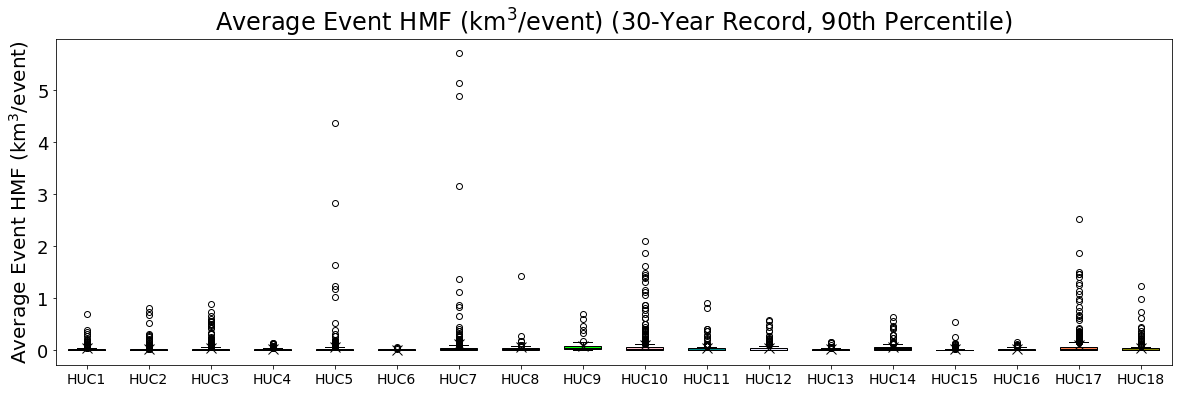 Average Event HMF (km³/event) (30-Year Record, 90th Percentile)
Average Event HMF (km³/event)
5
4
3
2
1
0
HUC1 HUC2 HUC3 HUC4 HUC5 HUC6 HUC7 HUC8 HUC9 HUC10 HUC11 HUC12 HUC13 HUC14 HUC15 HUC16 HUC17 HUC18